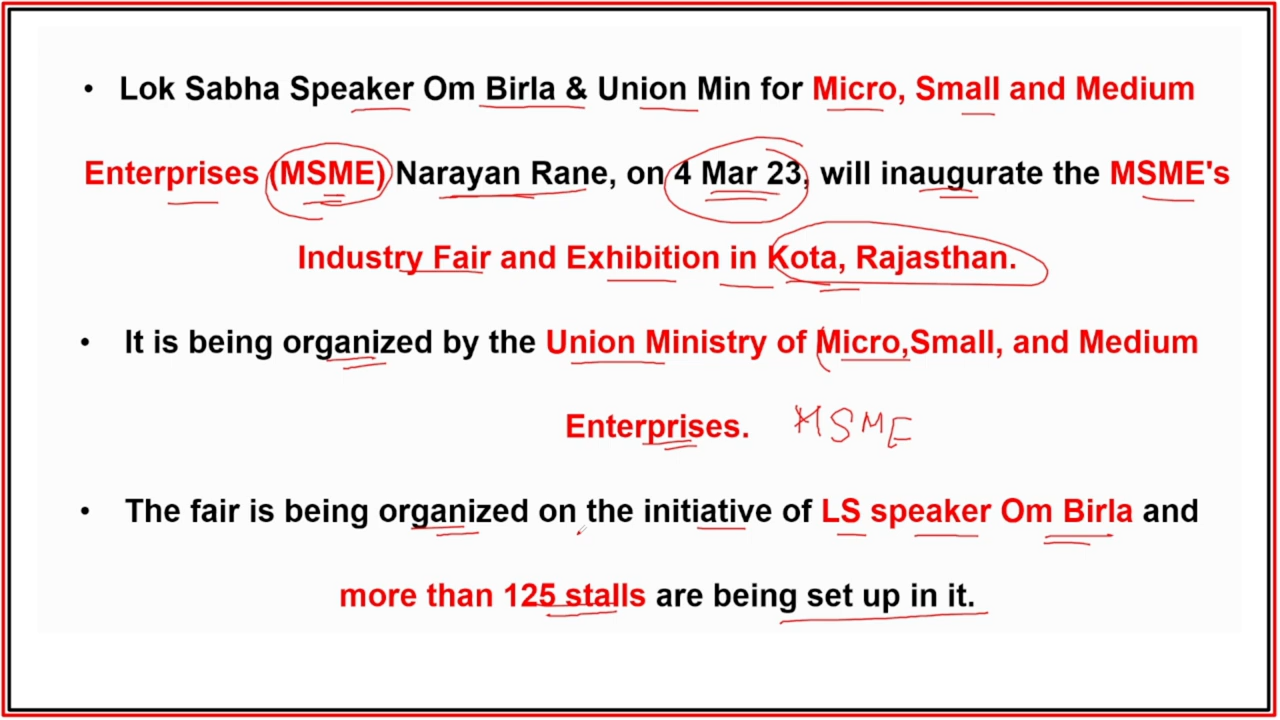 • Lok Sabha Speaker Om Birla & Union Min for Micro, Small and Medium
Enterprises (MSME) Narayan Rane, on 4 Mar 23, will inaugurate the MSME's
Industry Fair and Exhibition in Kota, Rajasthan.
• It is being organized by the Union Ministry of Micro,Small, and Medium
Enterprises. MSME
• The fair is being organized on the initiative of LS speaker Om Birla and
more than 125 stalls are being set up in it.